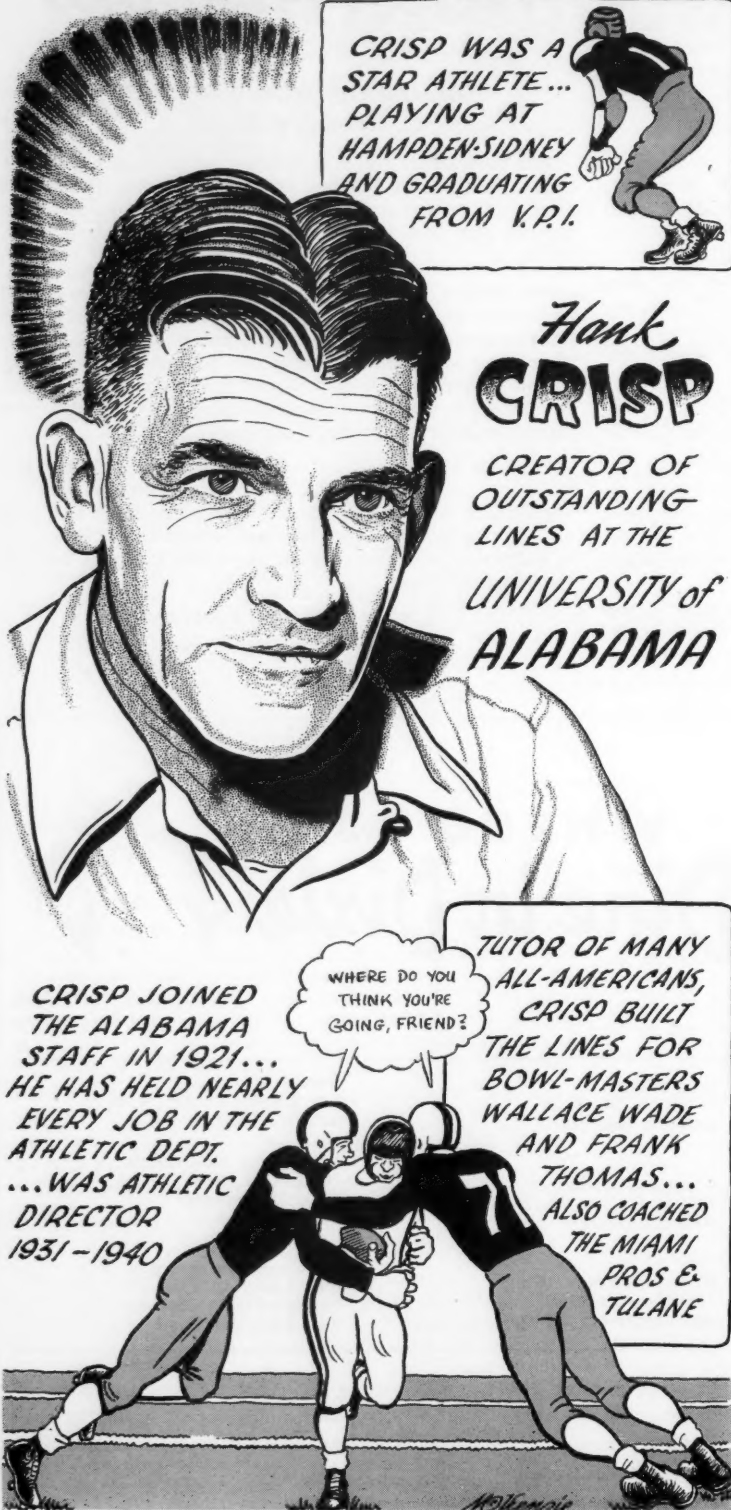 CRISP WAS A
STAR ATHLETE...
PLAYING AT
HAMPDEN-SIDNEY
AND GRADUATING
FROM V.P.I.
Hank
CRISP
CREATOR OF
OUTSTANDING
LINES AT THE
UNIVERSITY of
ALABAMA
CRISP JOINED
THE ALABAMA
STAFF IN 1921...
HE HAS HELD NEARLY
EVERY JOB IN THE
ATHLETIC DEPT.
...WAS ATHLETIC
DIRECTOR
1931-1940
WHERE DO YOU
THINK YOU'RE
GOING, FRIEND?
TUTOR OF MANY
ALL-AMERICANS,
CRISP BUILT
THE LINES FOR
BOWL-MASTERS
WALLACE WADE
AND FRANK
THOMAS...
ALSO COACHED
THE MIAMI
PROS &
TULANE
71